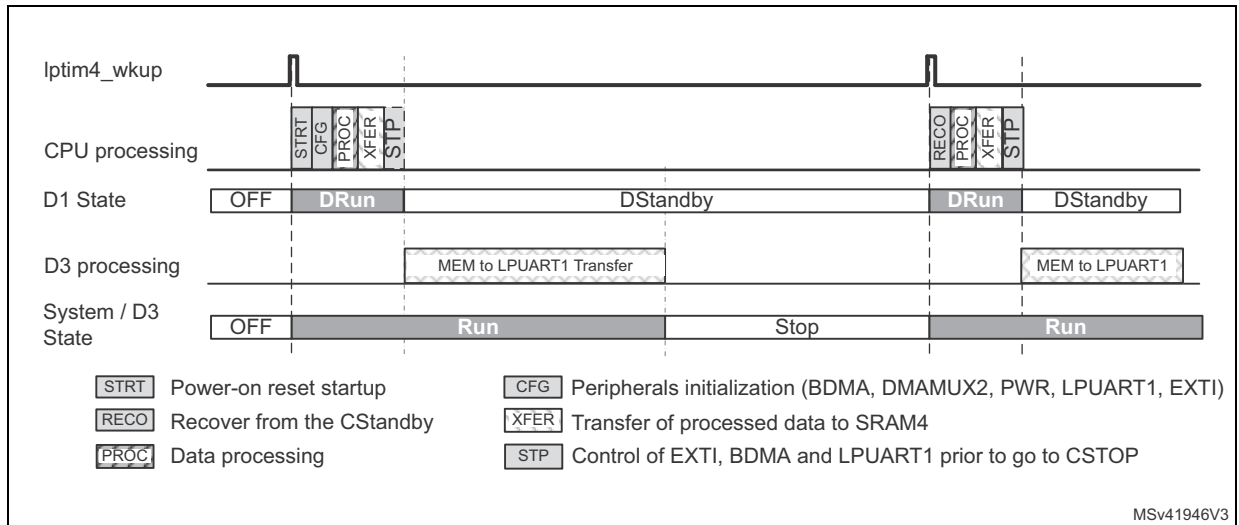 lptim4_wkup
STRT CFG PROC XFER STP RECO PROC XFER STP
CPU processing
D1 State OFF DRun DStandby DRun DStandby
D3 processing MEM to LPUART1 Transfer MEM to LPUART1
System / D3
State OFF Run Stop Run
STRT Power-on reset startup CFG Peripherals initialization (BDMA, DMAMUX2, PWR, LPUART1, EXTI)
RECO Recover from the CStandby XFER Transfer of processed data to SRAM4
PROC Data processing STP Control of EXTI, BDMA and LPUART1 prior to go to CSTOP
MSv41946V3